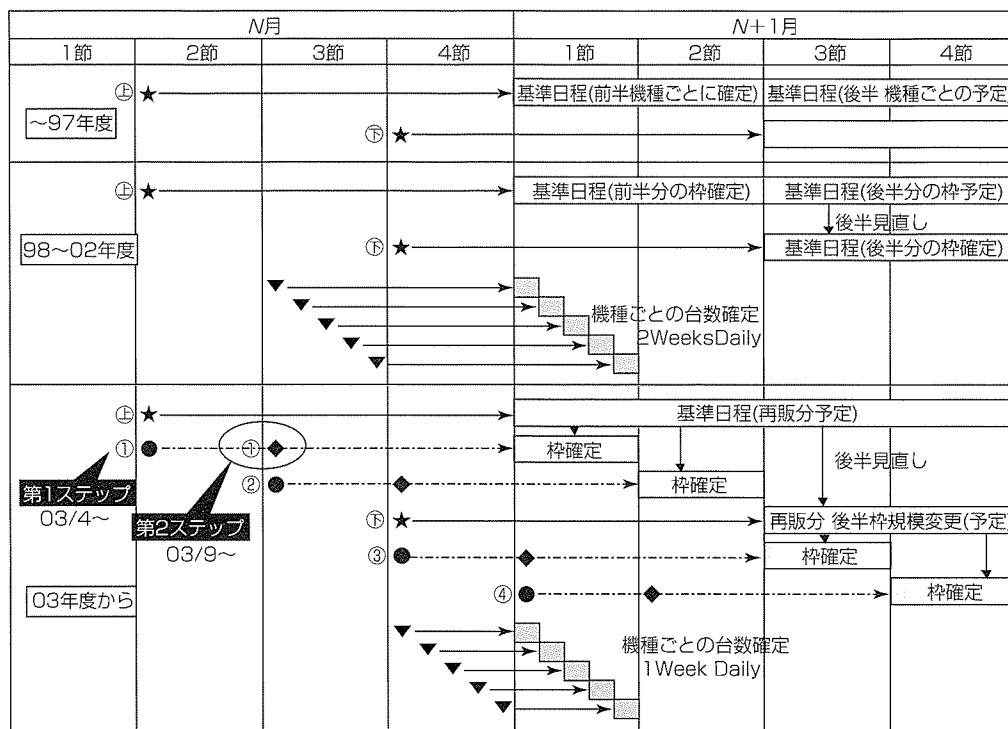 N月
N+1月
1節
2節
3節
4節
1節
2節
3節
4節
~97年度
㊤
基準日程(前半機種ごとに確定)
基準日程(後半 機種ごとの予定
㊦
98~02年度
㊤
基準日程(前半分の枠確定)
基準日程(後半分の枠予定)
後半見直し
㊦
基準日程(後半分の枠確定)
機種ごとの台数確定
2WeeksDaily
㊤
基準日程(再販分予定)
①
①
枠確定
後半見直し
②
枠確定
第1ステップ
03/4~
第2ステップ
03/9~
㊦
再販分 後半枠規模変更(予定)
③
枠確定
03年度から
④
枠確定
機種ごとの台数確定
1Week Daily